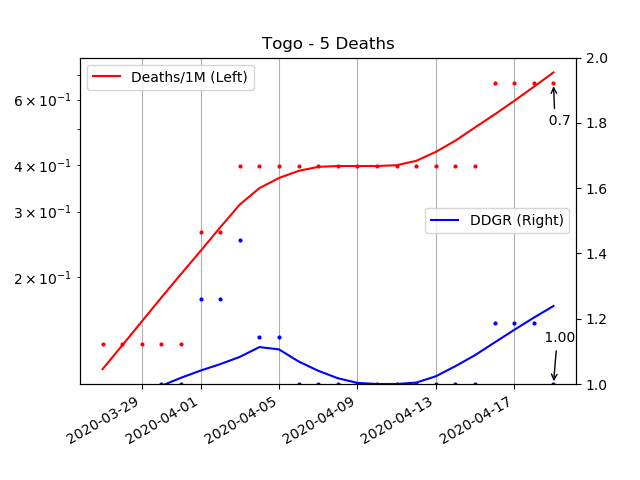 Togo - 5 Deaths
Deaths/1M (Left)
DDGR (Right)
6 × 10⁻¹
4 × 10⁻¹
3 × 10⁻¹
2 × 10⁻¹
2.0
1.8
1.6
1.4
1.2
1.0
0.7
1.00
2020-03-29
2020-04-01
2020-04-05
2020-04-09
2020-04-13
2020-04-17